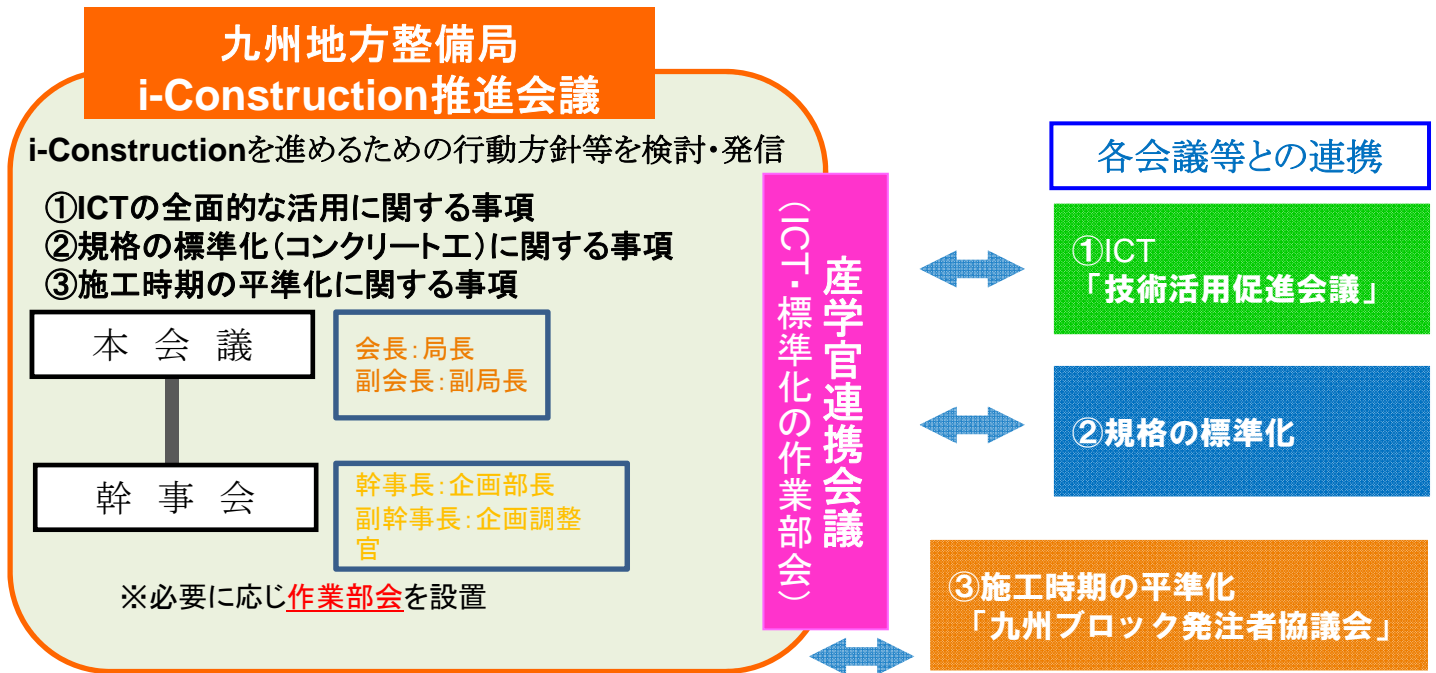 九州地方整備局
i-Construction推進会議
i-Constructionを進めるための行動方針等を検討・発信
①ICTの全面的な活用に関する事項
②規格の標準化(コンクリート工)に関する事項
③施工時期の平準化に関する事項
本 会 議
会長：局長
副会長：副局長
幹 事 会
幹事長：企画部長
副幹事長：企画調整
官
※必要に応じ作業部会を設置
産学官連携会議
（ICT・標準化の作業部会）
各会議等との連携
①ICT
「技術活用促進会議」
②規格の標準化
③施工時期の平準化
「九州ブロック発注者協議会」